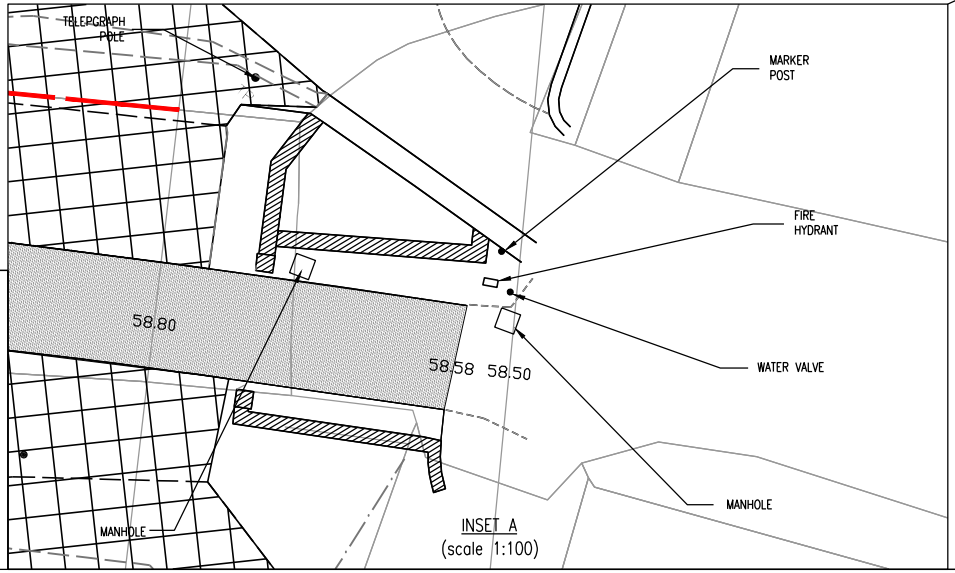 TELEPGRAPH
POLE
MARKER
POST
FIRE
HYDRANT
58.80
58.58
58.50
WATER VALVE
MANHOLE
MANHOLE
INSET A
(scale 1:100)